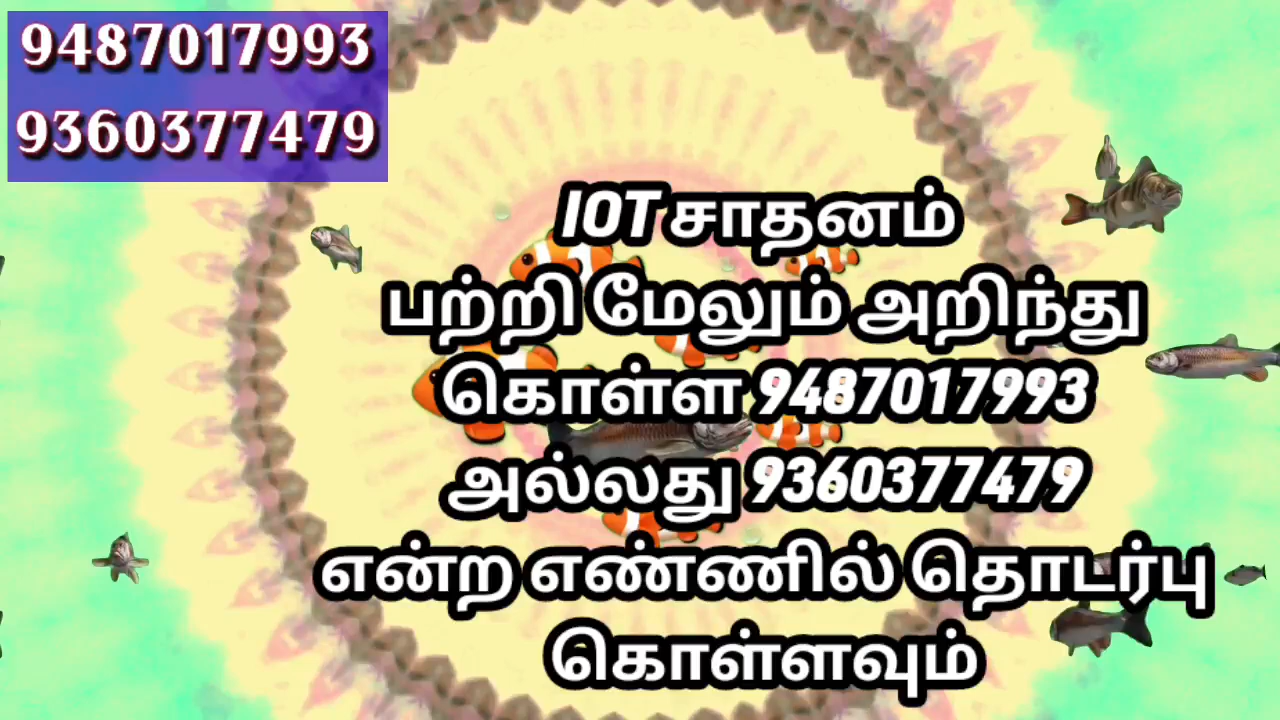 9487017993
9360377479
IOT சாதனம்
பற்றி மேலும் அறிந்து
கொள்ள 9487017993
அல்லது 9360377479
என்ற எண்ணில் தொடர்பு
கொள்ளவும்